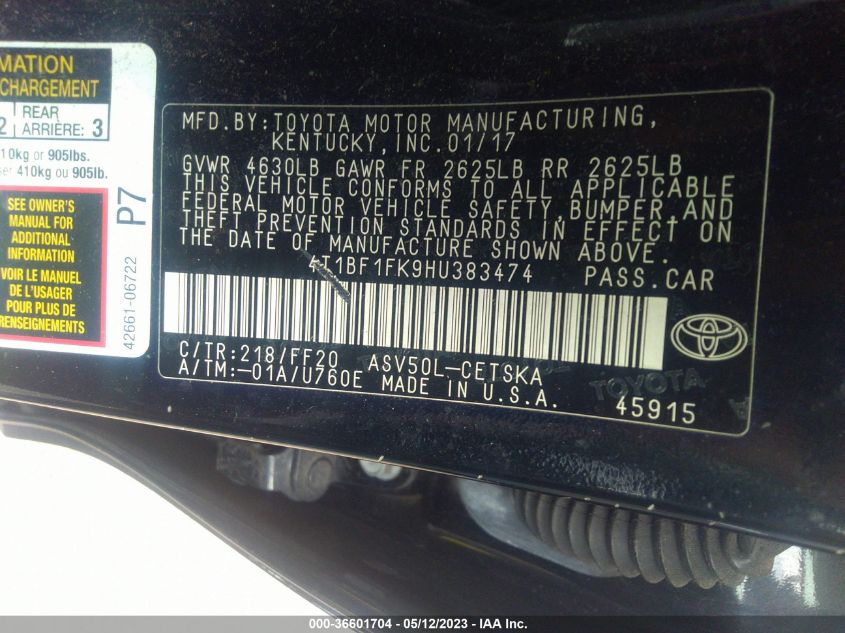 MATION
CHARGEMENT
2 REAR ARRIÈRE: 3
10kg or 905lbs.
ser 410kg ou 905lb.
SEE OWNER'S
MANUAL FOR
ADDITIONAL
INFORMATION
VOIR LE MANUEL
DE L'USAGER
POUR PLUS DE
RENSEIGNEMENTS
P7
42661-06722
MFD.BY:TOYOTA MOTOR MANUFACTURING,
KENTUCKY,INC.01/17
GVWR 4630LB GAWR FR 2625LB RR 2625LB
THIS VEHICLE CONFORMS TO ALL APPLICABLE
FEDERAL MOTOR VEHICLE SAFETY,BUMPER,AND
THEFT PREVENTION STANDARDS IN EFFECT ON
THE DATE OF MANUFACTURE SHOWN ABOVE.
4T1BF1FK9HU383474 PASS.CAR
C/TR:218/FF20 ASV50L-CETSKA
A/TM:-01A/U760E MADE IN U.S.A.
TOYOTA
45915
000-36601704 - 05/12/2023 - IAAI.com